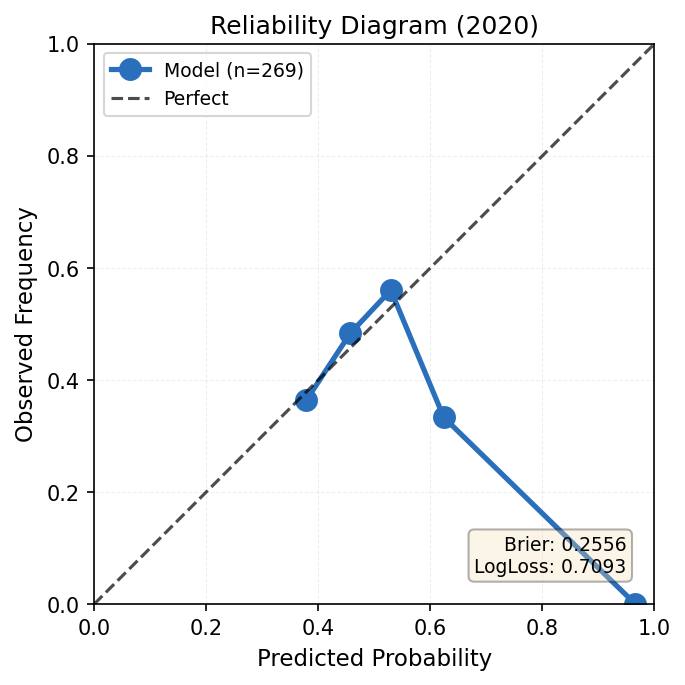 Reliability Diagram (2020)
Model (n=269)
Perfect
Observed Frequency
1.0
0.8
0.6
0.4
0.2
0.0
Brier: 0.2556
LogLoss: 0.7093
0.0 0.2 0.4 0.6 0.8 1.0
Predicted Probability